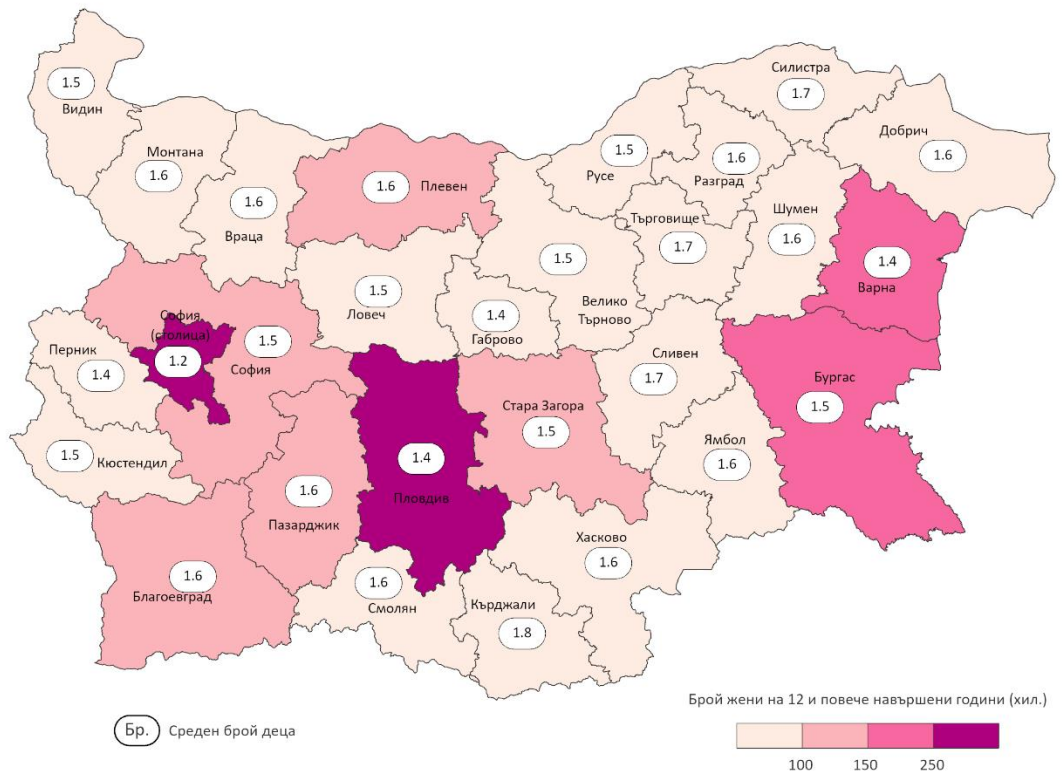 Силистра
1.7
1.5
Видин
Добрич
1.6
Монтана
1.6
1.5
Русе
1.6
Разград
1.6
Плевен
1.6
Враца
Търговище
1.7
Шумен
1.6
1.4
Варна
1.5
Ловеч
1.5
Велико
Търново
1.4
Габрово
София
(столица)
1.2
1.5
София
Перник
1.4
Сливен
1.7
Бургас
1.5
Стара Загора
1.5
Ямбол
1.6
1.5
Кюстендил
1.4
Пловдив
1.6
Пазарджик
Хасково
1.6
1.6
Благоевград
1.6
Смолян
Кърджали
1.8
Бр. Среден брой деца
Брой жени на 12 и повече навършени години (хил.)
100 150 250